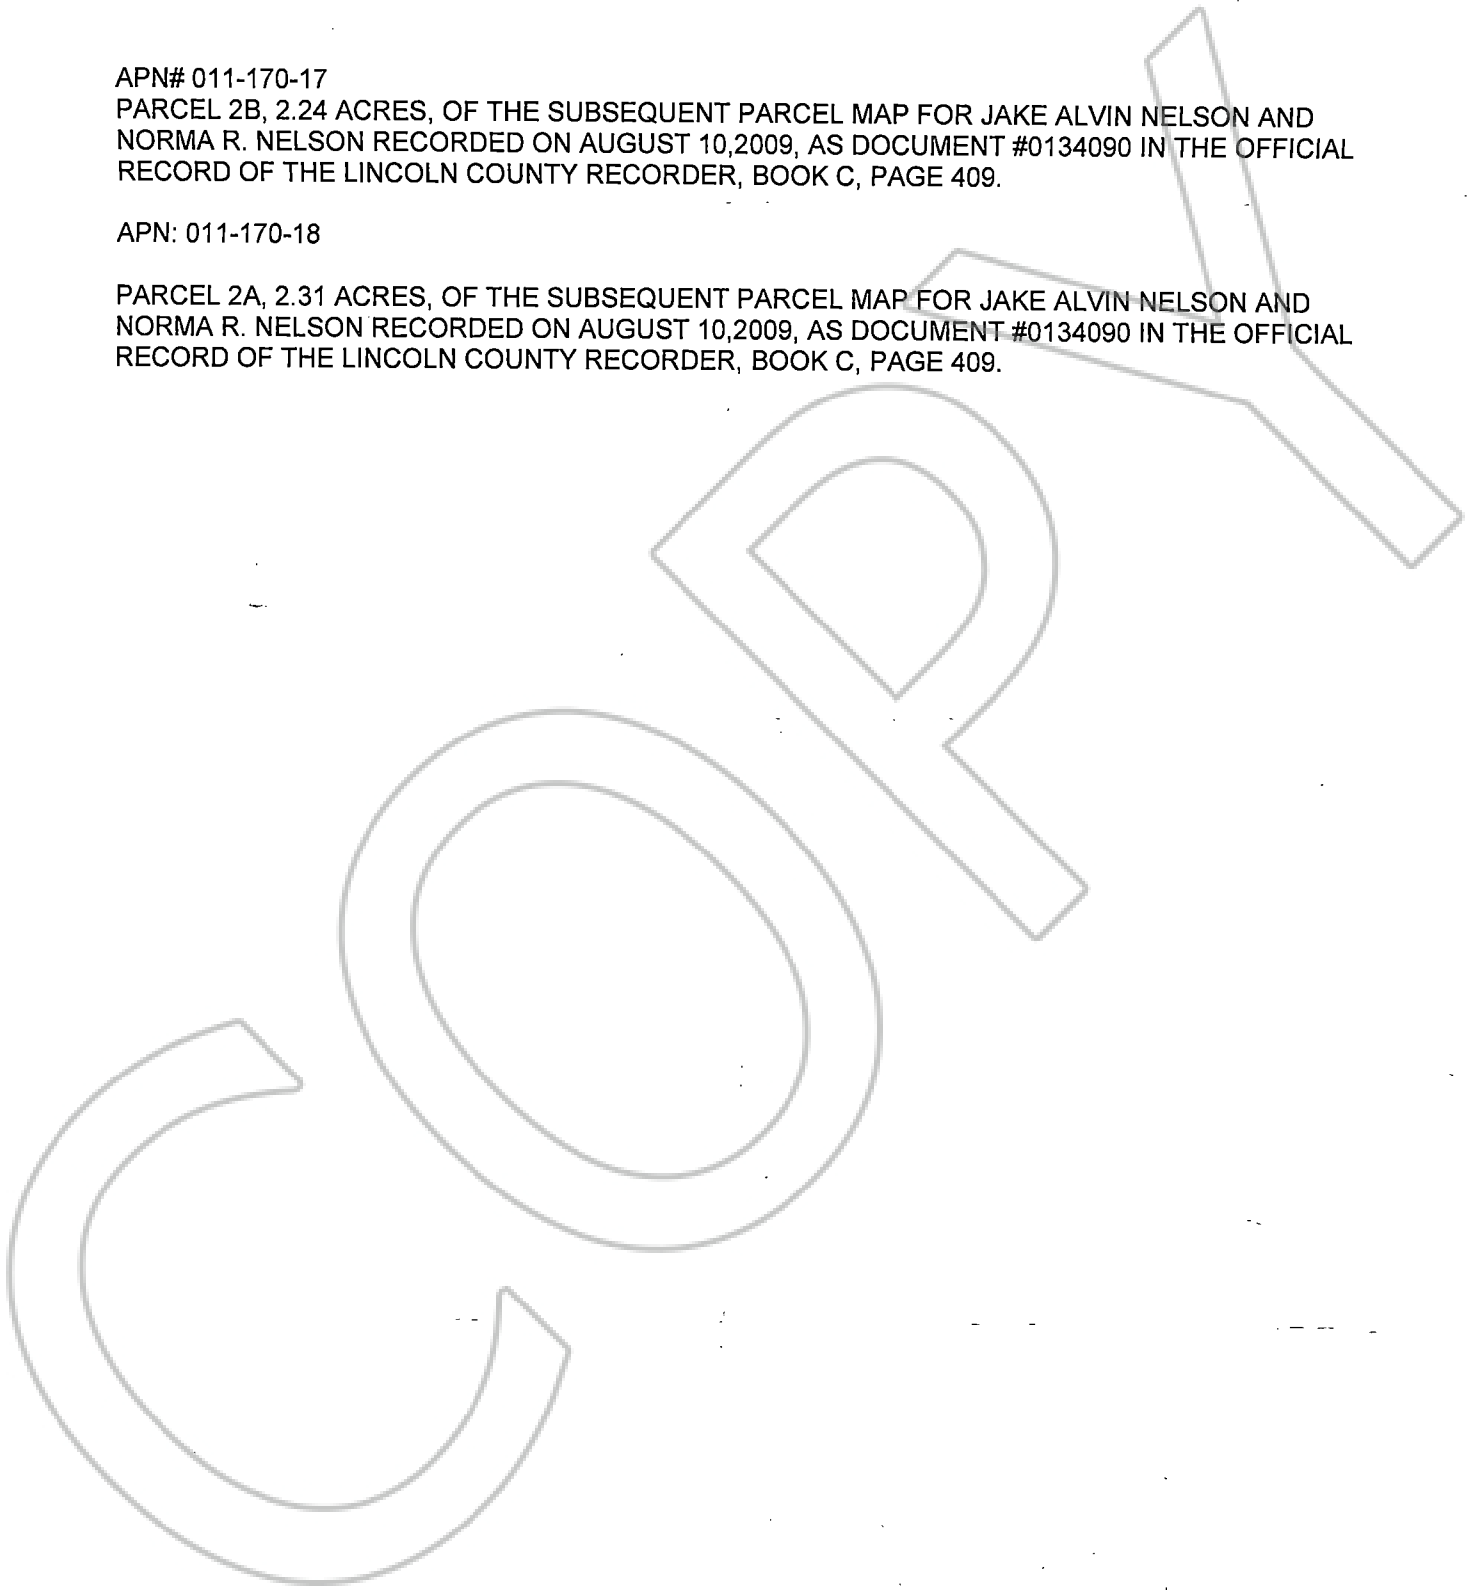 APN# 011-170-17
PARCEL 2B, 2.24 ACRES, OF THE SUBSEQUENT PARCEL MAP FOR JAKE ALVIN NELSON AND
NORMA R. NELSON RECORDED ON AUGUST 10,2009, AS DOCUMENT #0134090 IN THE OFFICIAL
RECORD OF THE LINCOLN COUNTY RECORDER, BOOK C, PAGE 409.
APN: 011-170-18
PARCEL 2A, 2.31 ACRES, OF THE SUBSEQUENT PARCEL MAP FOR JAKE ALVIN NELSON AND
NORMA R. NELSON RECORDED ON AUGUST 10,2009, AS DOCUMENT #0134090 IN THE OFFICIAL
RECORD OF THE LINCOLN COUNTY RECORDER, BOOK C, PAGE 409.
COPY